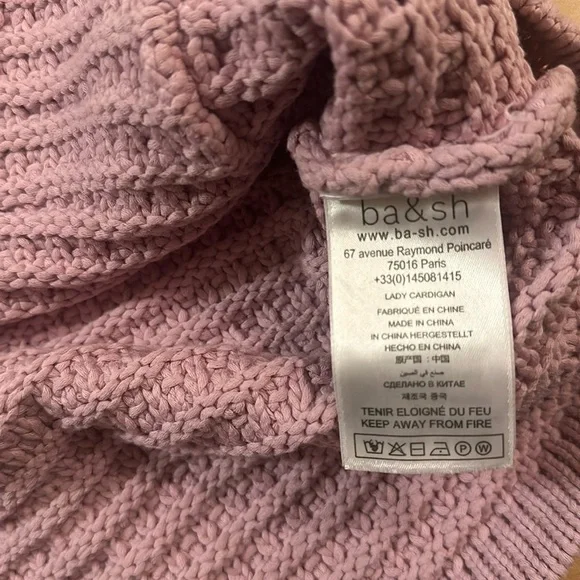 ba&sh
www.ba-sh.com
67 avenue Raymond Poincaré
75016 Paris
+33(0)145081415
LADY CARDIGAN
FABRIQUÉ EN CHINE
MADE IN CHINA
IN CHINA HERGESTELLT
HECHO EN CHINA
原产国：中国
صنع في الصين
СДЕЛАНО В КИТАЕ
제조국 중국
TENIR ELOIGNÉ DU FEU
KEEP AWAY FROM FIRE
P W